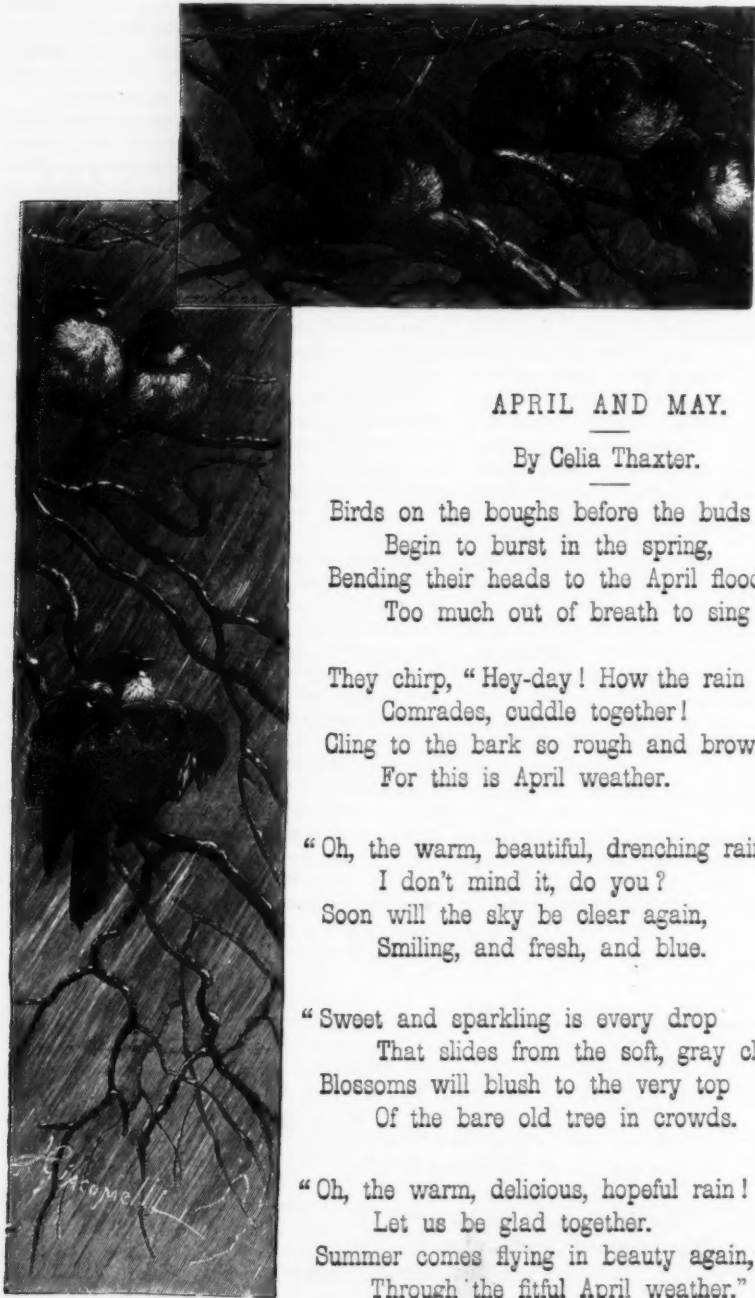 APRIL AND MAY.
By Celia Thaxter.
Birds on the boughs before the buds
Begin to burst in the spring,
Bending their heads to the April
Too much out of breath to sing
They chirp, “Hey-day! How the rain
Comrades, cuddle together!
Cling to the bark so rough and
For this is April weather.
“Oh, the warm, beautiful, drenching
I don't mind it, do you?
Soon will the sky be clear again,
Smiling, and fresh, and blue.
“Sweet and sparkling is every drop
That slides from the soft, gray
Blossoms will blush to the very top
Of the bare old tree in crowds.
“Oh, the warm, delicious, hopeful rain!
Let us be glad together.
Summer comes flying in beauty again,
Through the fitful April weather.”
Giacomelli